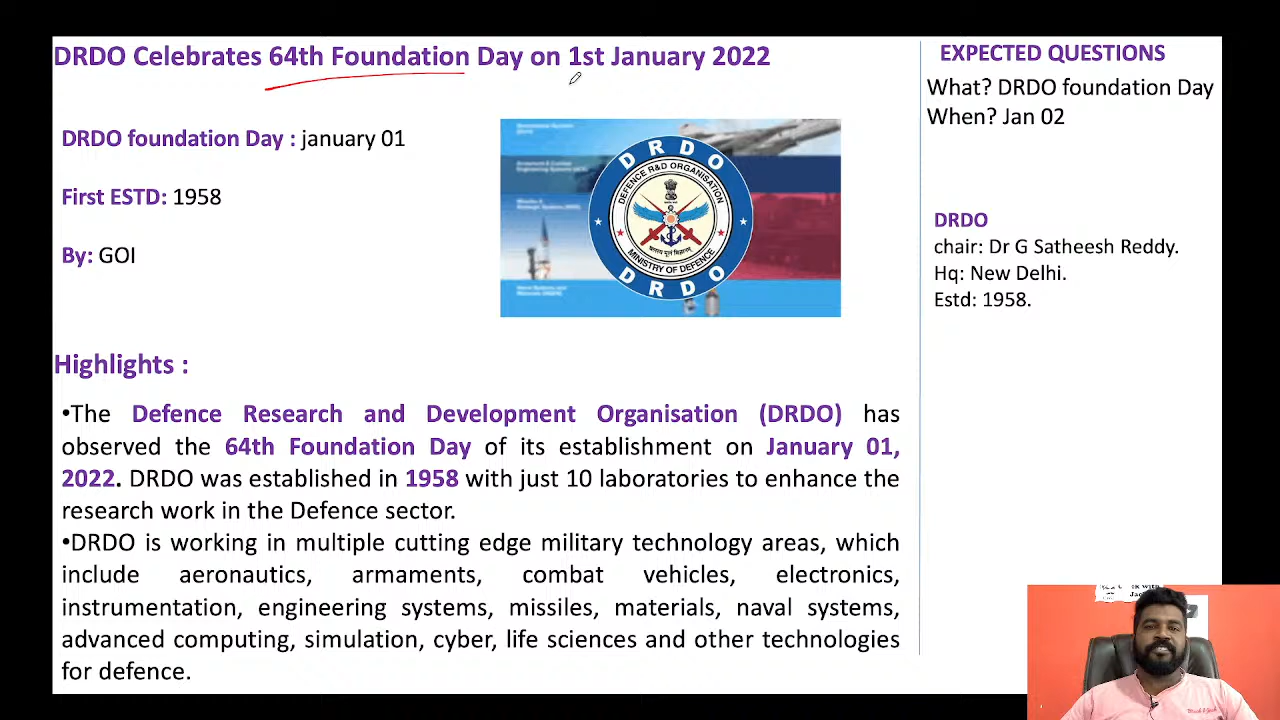 DRDO Celebrates 64th Foundation Day on 1st January 2022
DRDO foundation Day : january 01
First ESTD: 1958
By: GOI
DRDO
DEFENCE R&D ORGANISATION
MINISTRY OF DEFENCE
DRDO
Highlights :
•The Defence Research and Development Organisation (DRDO) has
observed the 64th Foundation Day of its establishment on January 01,
2022. DRDO was established in 1958 with just 10 laboratories to enhance the
research work in the Defence sector.
•DRDO is working in multiple cutting edge military technology areas, which
include aeronautics, armaments, combat vehicles, electronics,
instrumentation, engineering systems, missiles, materials, naval systems,
advanced computing, simulation, cyber, life sciences and other technologies
for defence.
EXPECTED QUESTIONS
What? DRDO foundation Day
When? Jan 02
DRDO
chair: Dr G Satheesh Reddy.
Hq: New Delhi.
Estd: 1958.